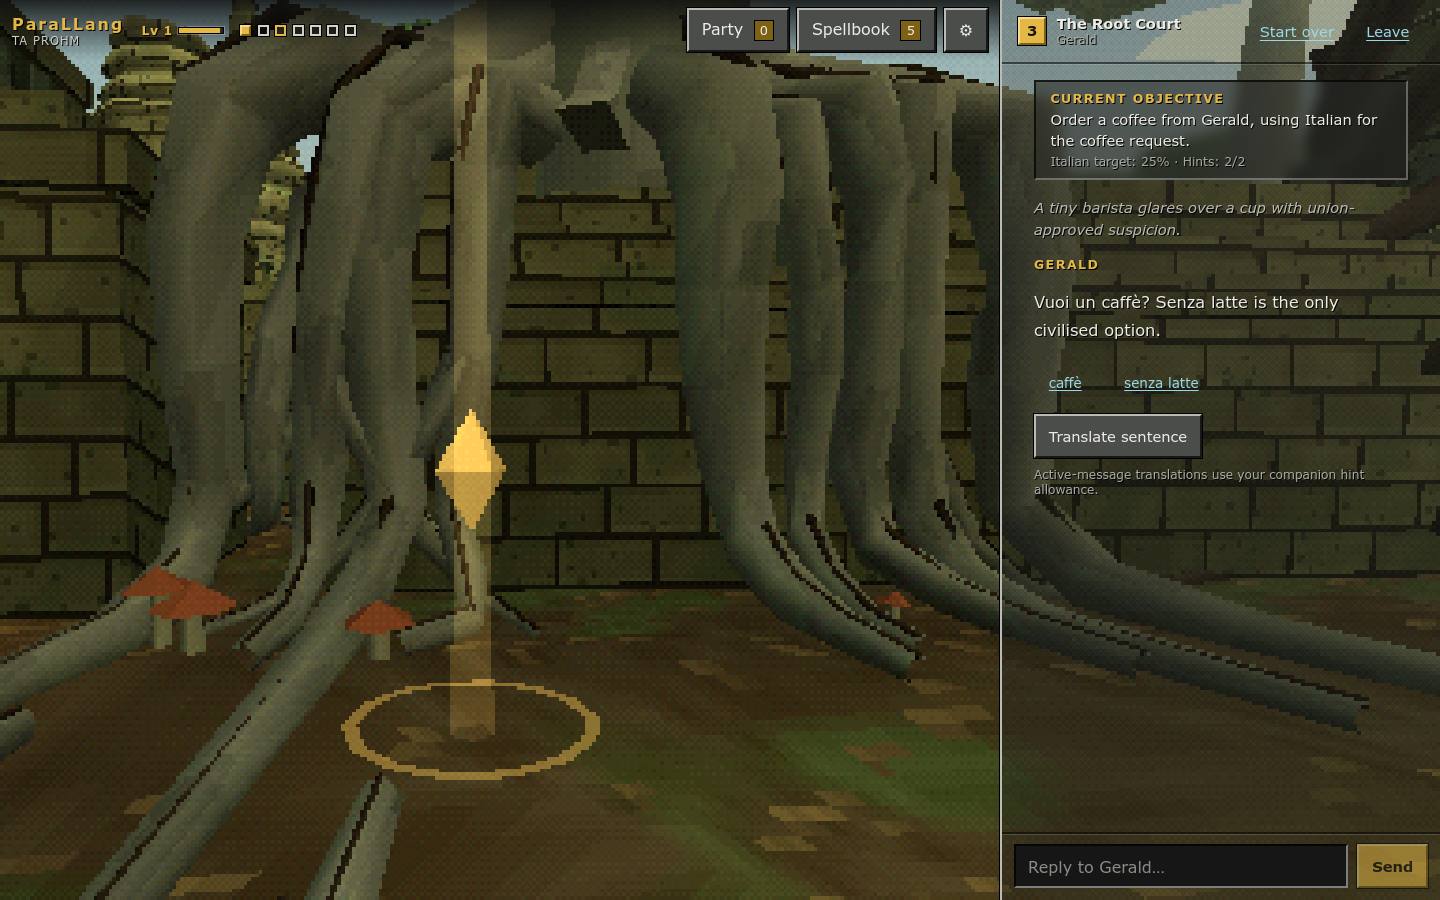 ParaLLang
TA PROHM
Lv 1
Party 0
Spellbook 5
⚙
3
The Root Court
Gerald
Start over
Leave
CURRENT OBJECTIVE
Order a coffee from Gerald, using Italian for
the coffee request.
Italian target: 25% · Hints: 2/2
A tiny barista glares over a cup with union-
approved suspicion.
GERALD
Vuoi un caffè? Senza latte is the only
civilised option.
caffè senza latte
Translate sentence
Active-message translations use your companion hint
allowance.
Reply to Gerald…
Send